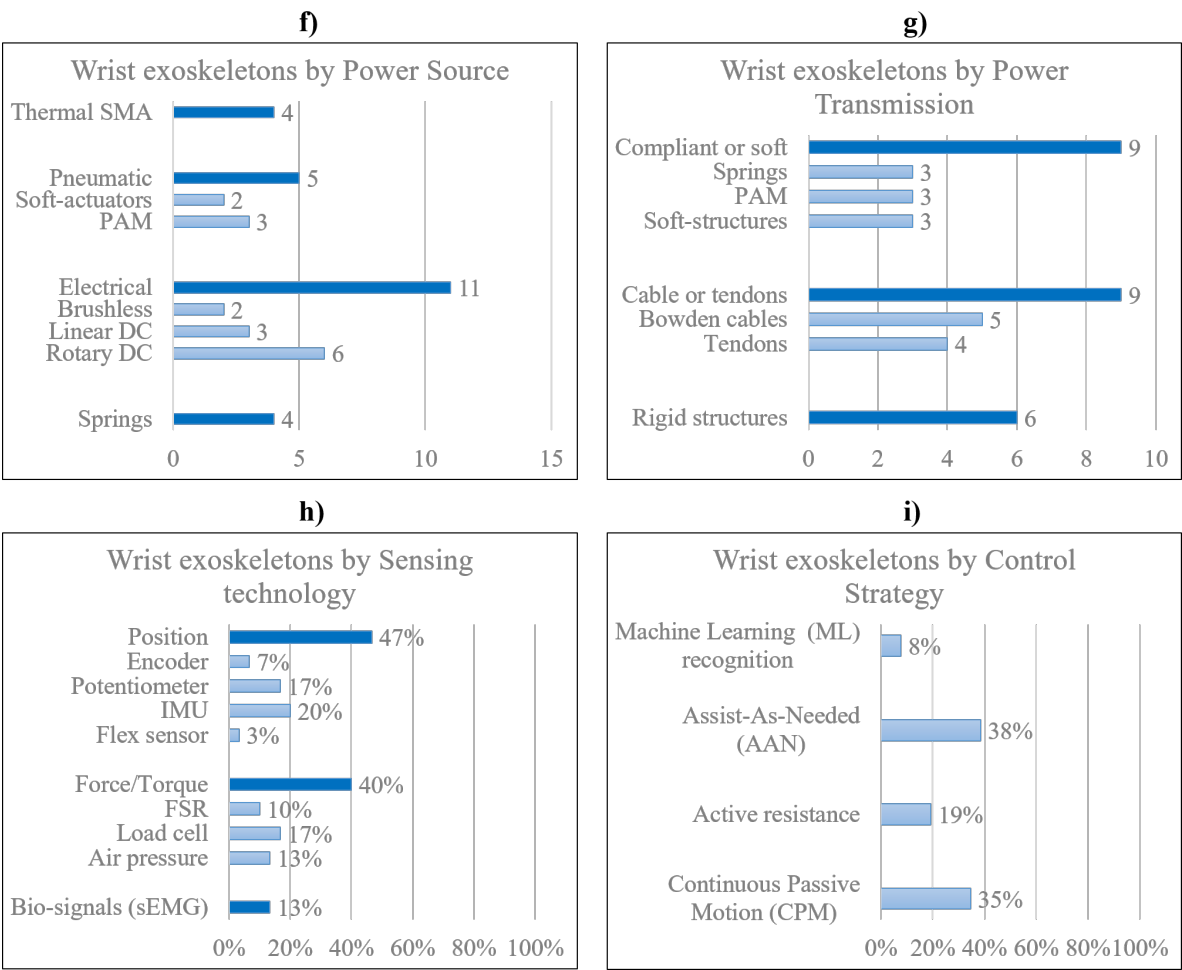 f)
Wrist exoskeletons by Power Source
Thermal SMA 4
Pneumatic 5
Soft-actuators 2
PAM 3
Electrical 11
Brushless 2
Linear DC 3
Rotary DC 6
Springs 4
0 5 10 15
g)
Wrist exoskeletons by Power
Transmission
Compliant or soft 9
Springs 3
PAM 3
Soft-structures 3
Cable or tendons 9
Bowden cables 5
Tendons 4
Rigid structures 6
0 2 4 6 8 10
h)
Wrist exoskeletons by Sensing
technology
Position 47%
Encoder 7%
Potentiometer 17%
IMU 20%
Flex sensor 3%
Force/Torque 40%
FSR 10%
Load cell 17%
Air pressure 13%
Bio-signals (sEMG) 13%
0% 20% 40% 60% 80% 100%
i)
Wrist exoskeletons by Control
Strategy
Machine Learning (ML)
recognition 8%
Assist-As-Needed
(AAN) 38%
Active resistance 19%
Continuous Passive
Motion (CPM) 35%
0% 20% 40% 60% 80% 100%